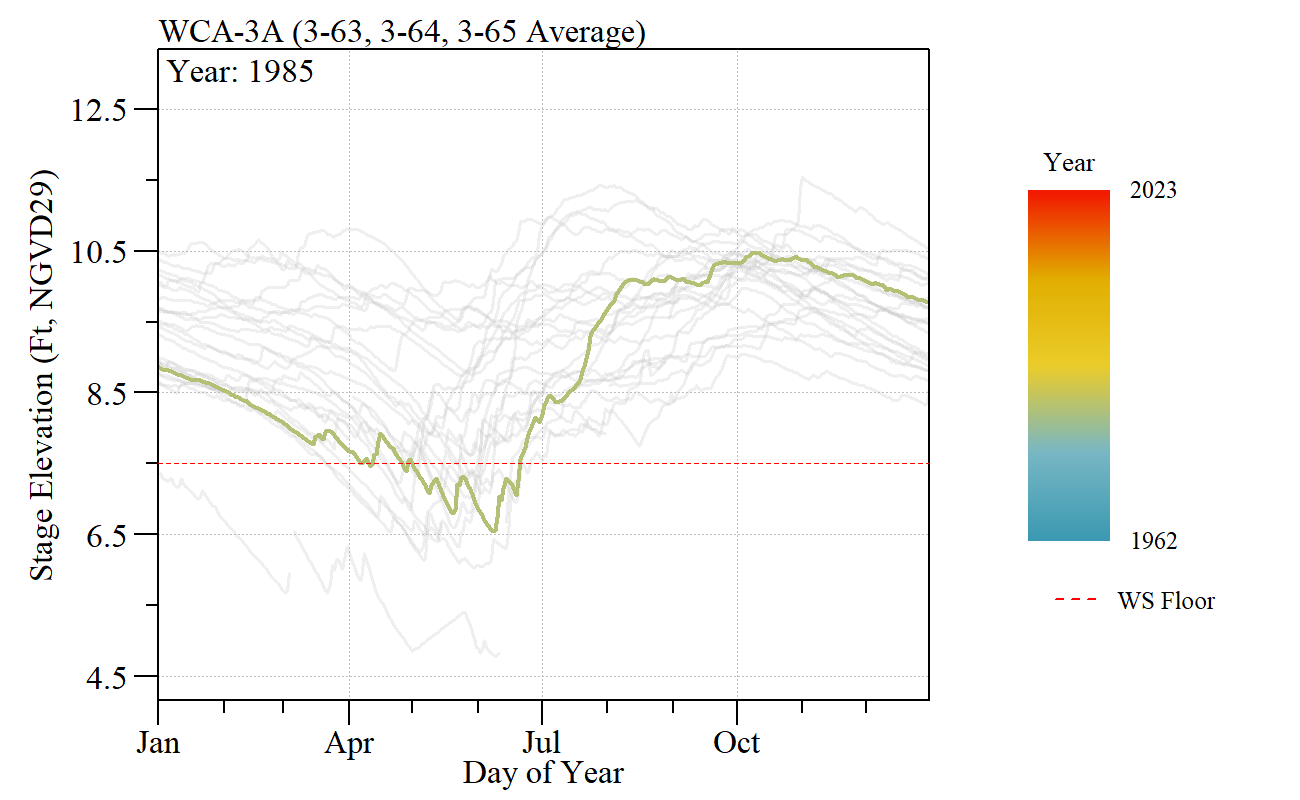 WCA-3A (3-63, 3-64, 3-65 Average)
Year: 1985
12.5
10.5
8.5
6.5
4.5
Stage Elevation (Ft, NGVD29)
Jan
Apr
Jul
Oct
Day of Year
Year
2023
1962
WS Floor